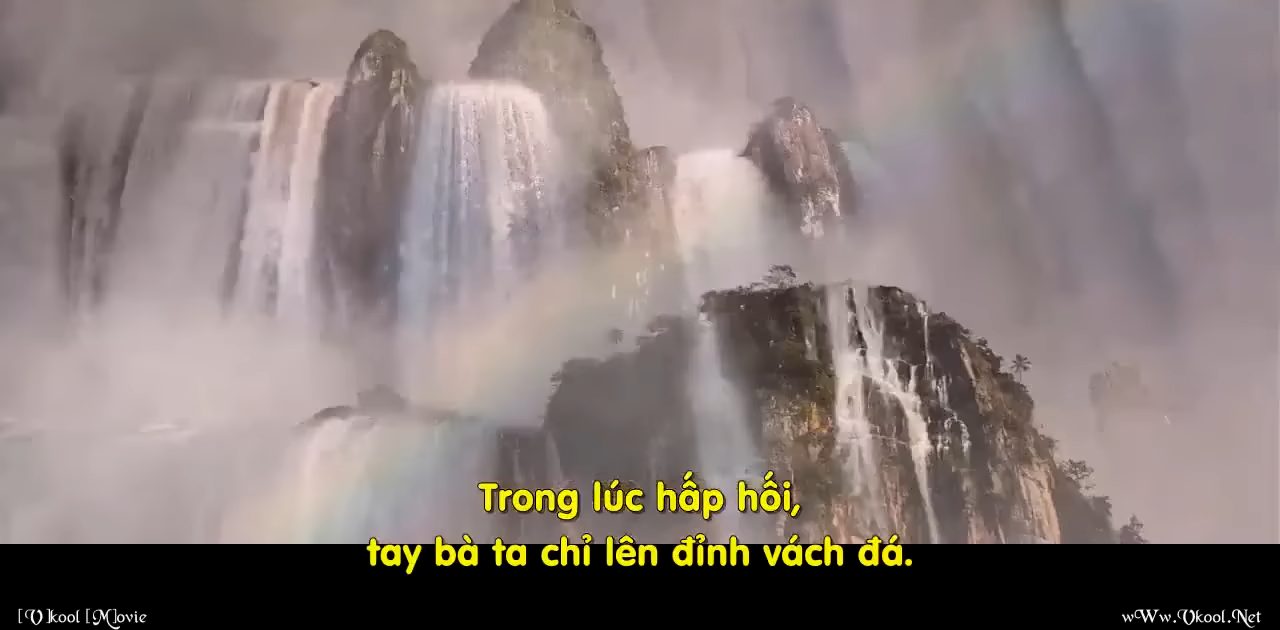 Trong lúc hấp hối,
tay bà ta chỉ lên đỉnh vách đá.
[V]kool [M]ovie
wWw.Vkool.Net